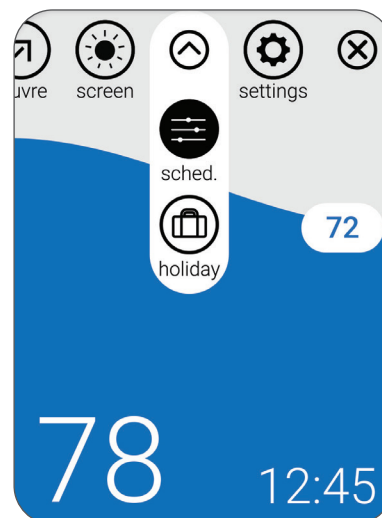 uvre screen settings
sched.
72
holiday
78 12:45